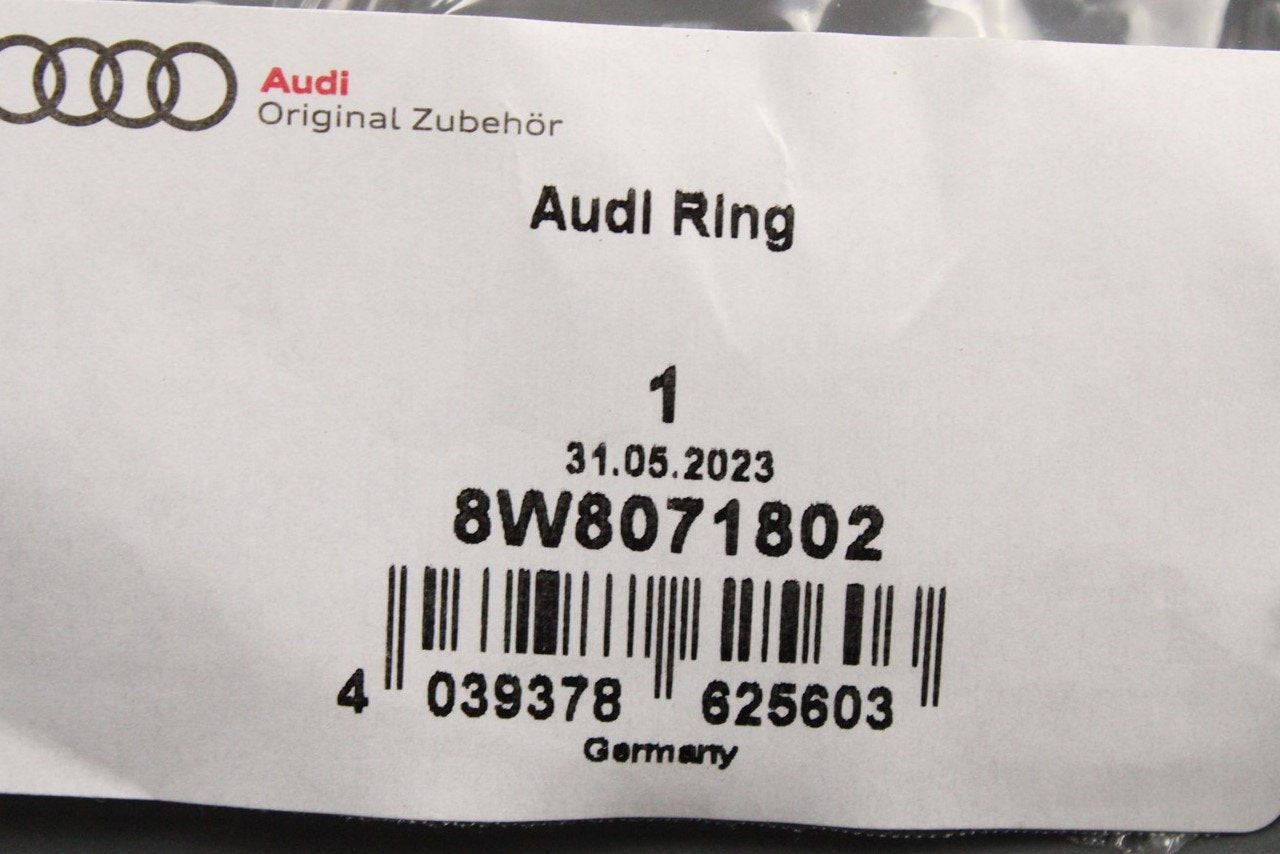 Audi
Original Zubehör
Audi Ring
1
31.05.2023
8W8071802
4 039378 625603
Germany